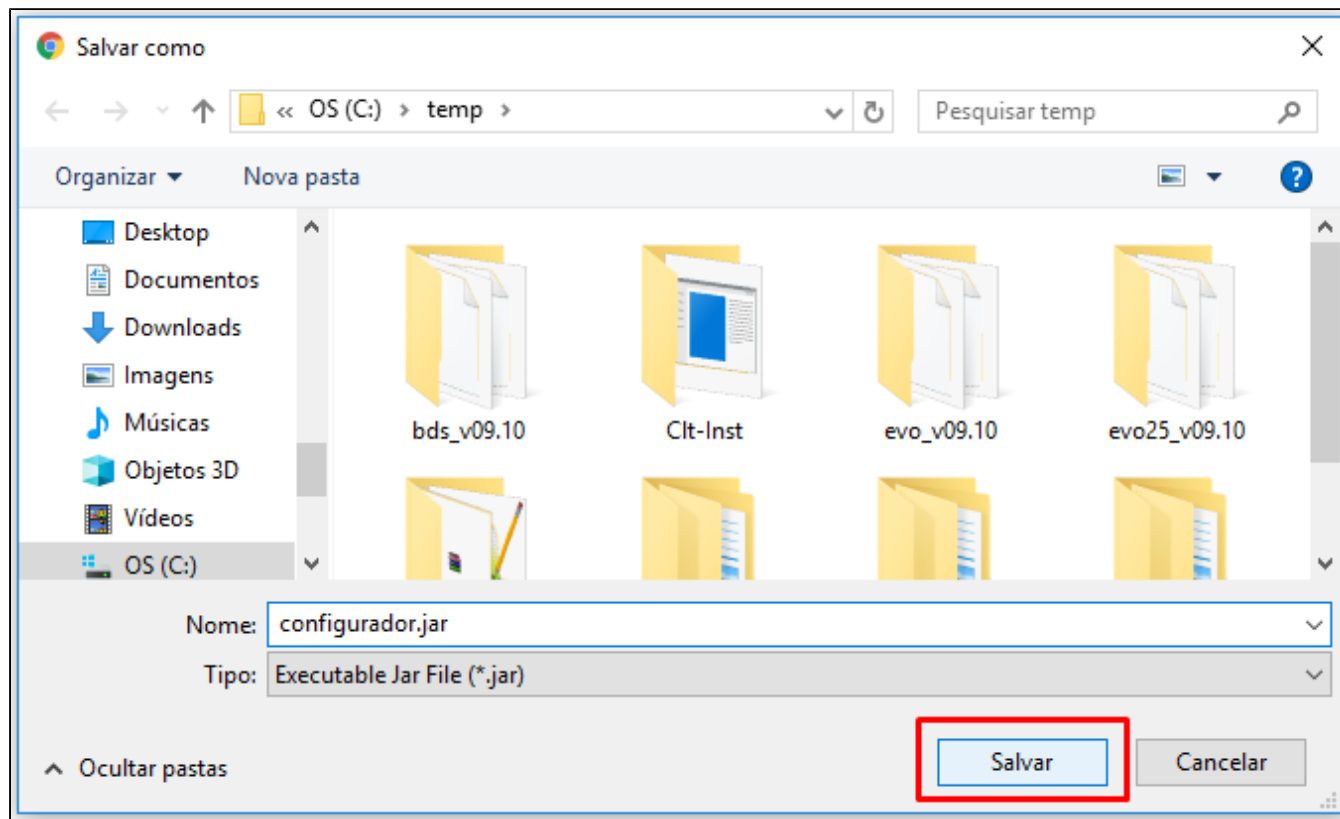 Salvar como
« OS (C:) › temp ›
Pesquisar temp
Organizar
Nova pasta
Desktop
Documentos
Downloads
Imagens
Músicas
Objetos 3D
Vídeos
OS (C:)
bds_v09.10
Clt-Inst
evo_v09.10
evo25_v09.10
Nome: configurador.jar
Tipo: Executable Jar File (*.jar)
Ocultar pastas
Salvar
Cancelar